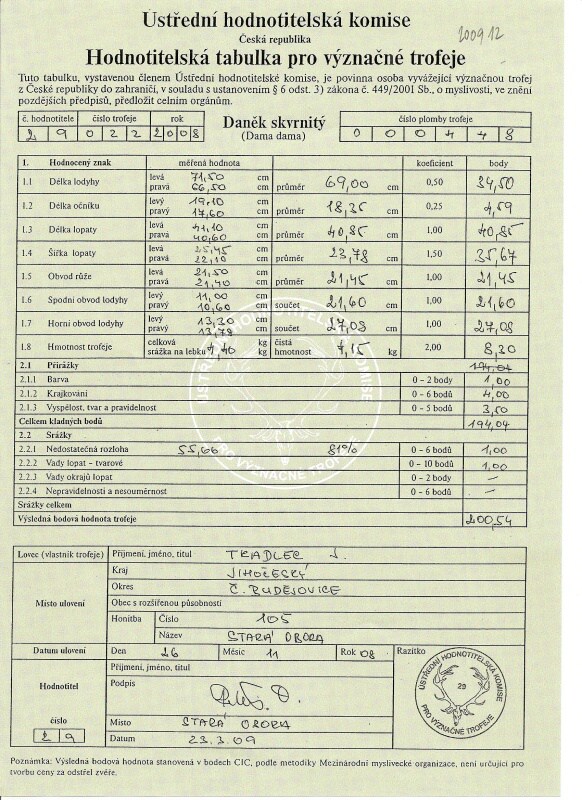 Ústřední hodnotitelská komise
2009 12
Česká republika
Hodnotitelská tabulka pro význačné trofeje
Tuto tabulku, vystavenou členem Ústřední hodnotitelské komise, je povinna osoba vyvážející význačnou trofej
z České republiky do zahraničí, v souladu s ustanovením § 6 odst. 3) zákona č. 449/2001 Sb., o myslivosti, ve znění
pozdějších předpisů, předložit celním orgánům.
č. hodnotitele číslo trofeje rok
2 9 0 2 2 2008
Daněk skvrnitý
(Dama dama)
číslo plomby trofeje
0 0 0 4 4 8
1. Hodnocený znak měřená hodnota koeficient body
1.1 Délka lodyhy levá 71,50 cm průměr 69,00 cm 0,50 34,50
pravá 66,50 cm
1.2 Délka očníku levý 19,10 cm průměr 18,35 cm 0,25 4,59
pravý 17,60 cm
1.3 Délka lopaty levá 41,10 cm průměr 40,85 cm 1,00 40,85
pravá 40,60 cm
1.4 Šířka lopaty levá 25,45 cm průměr 23,78 cm 1,50 35,67
pravá 22,10 cm
1.5 Obvod růže levá 21,50 cm průměr 21,45 cm 1,00 21,45
pravá 21,40 cm
1.6 Spodní obvod lodyhy levý 11,00 cm součet 21,60 cm 1,00 21,60
pravý 10,60 cm
1.7 Horní obvod lodyhy levý 13,30 cm součet 27,08 cm 1,00 27,08
pravý 13,78 cm
1.8 Hmotnost trofeje celková kg čistá kg 2,00 8,30
srážka na lebku kg hmotnost 4,15 kg
2.1 Přirážky 194,04
2.1.1 Barva 0 – 2 body 1,00
2.1.2 Krajkování 0 – 6 bodů 4,00
2.1.3 Vyspělost, tvar a pravidelnost 0 – 5 bodů 3,50
Celkem kladných bodů 194,04
2.2 Srážky
2.2.1 Nedostatečná rozloha 55,66 81% 0 – 6 bodů 1,00
2.2.2 Vady lopat – tvarové 0 – 10 bodů 1,00
2.2.3 Vady okrajů lopat 0 – 2 body –
2.2.4 Nepravidelnosti a nesouměrnost 0 – 6 bodů –
Srážky celkem
Výsledná bodová hodnota trofeje 200,54
Lovec (vlastník trofeje) Příjmení, jméno, titul TRADLEC J.
Místo ulovení Kraj JIHOČESKÝ
Okres Č. BUDĚJOVICE
Obec s rozšířenou působností
Honitba Číslo 105
Název STARÁ OBORA
Datum ulovení Den 26 Měsíc 11 Rok 08 Razítko
Hodnotitel Příjmení, jméno, titul
Podpis
číslo Místo STARÁ OBORA
2 9 Datum 23.3.09
ÚSTŘEDNÍ HODNOTITELSKÁ KOMISE
29
PRO VÝZNAČNÉ TROFEJE
ÚSTŘEDNÍ HODNOTITELSKÁ KOMISE
PRO VÝZNAČNÉ TROFEJE
Poznámka: Výsledná bodová hodnota stanovená v bodech CIC, podle metodiky Mezinárodní myslivecké organizace, není určující pro
tvorbu ceny za odstřel zvěře.